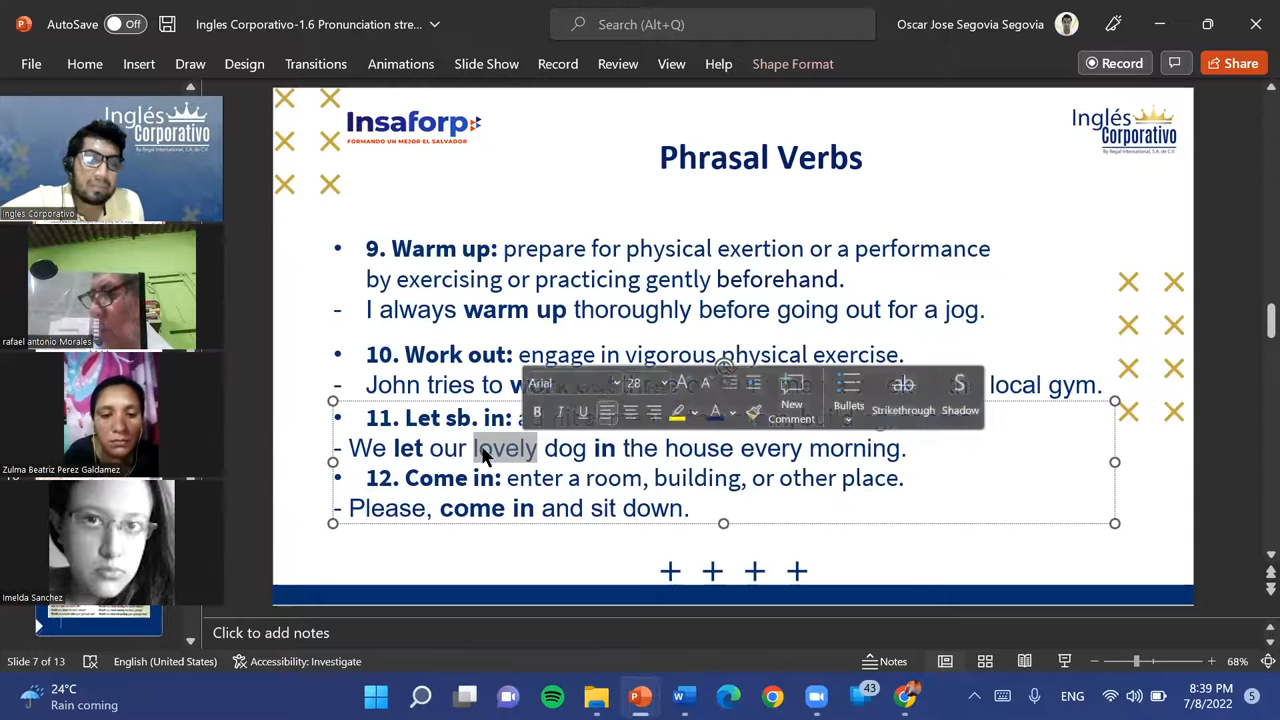 AutoSave Off Ingles Corporativo-1.6 Pronunciation stre... Search (Alt+Q) Oscar Jose Segovia Segovia
File Home Insert Draw Design Transitions Animations Slide Show Record Review View Help Shape Format Record Share
Inglés
Corporativo
Ingles Corporativo
rafael antonio Morales
Zulma Beatriz Perez Galdamez
Imelda Sanchez
Insaforp
FORMANDO UN MEJOR EL SALVADOR
Inglés
Corporativo
By Regal International, S.A. de C.V.
Phrasal Verbs
• 9. Warm up: prepare for physical exertion or a performance
by exercising or practicing gently beforehand.
- I always warm up thoroughly before going out for a jog.
• 10. Work out: engage in vigorous physical exercise.
- John tries to local gym.
• 11. Let sb. in:
- We let our lovely dog in the house every morning.
• 12. Come in: enter a room, building, or other place.
- Please, come in and sit down.
Arial 28
B I U New Comment Bullets Strikethrough Shadow
Click to add notes
Slide 7 of 13 English (United States) Accessibility: Investigate Notes 68%
24°C
Rain coming
43
ENG
8:39 PM
7/8/2022
5